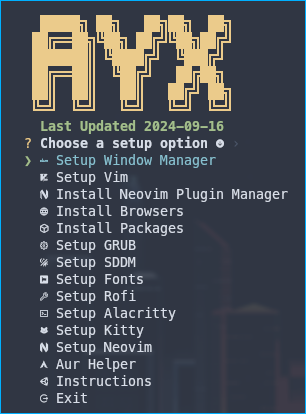 AYX
Last Updated 2024-09-16
? Choose a setup option ›
❯ Setup Window Manager
Setup Vim
Install Neovim Plugin Manager
Install Browsers
Install Packages
Setup GRUB
Setup SDDM
Setup Fonts
Setup Rofi
Setup Alacritty
Setup Kitty
Setup Neovim
Aur Helper
Instructions
Exit